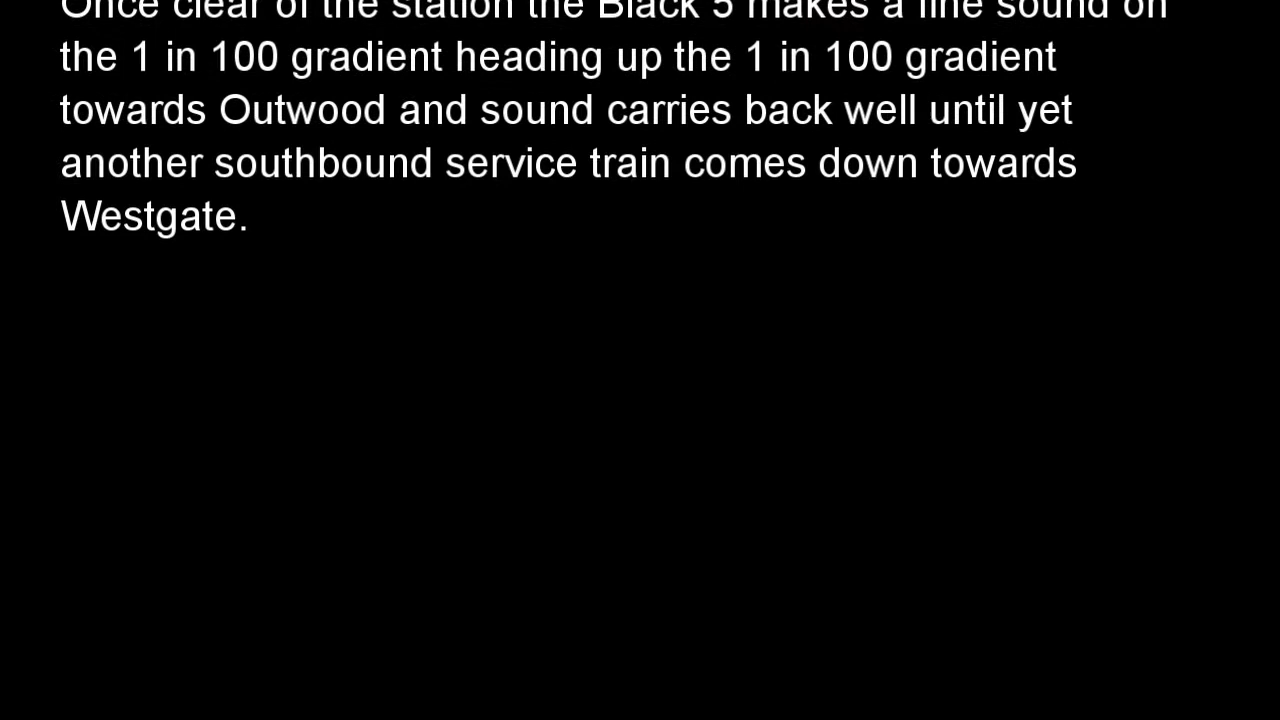 Once clear of the station the Black 5 makes a fine sound on
the 1 in 100 gradient heading up the 1 in 100 gradient
towards Outwood and sound carries back well until yet
another southbound service train comes down towards
Westgate.